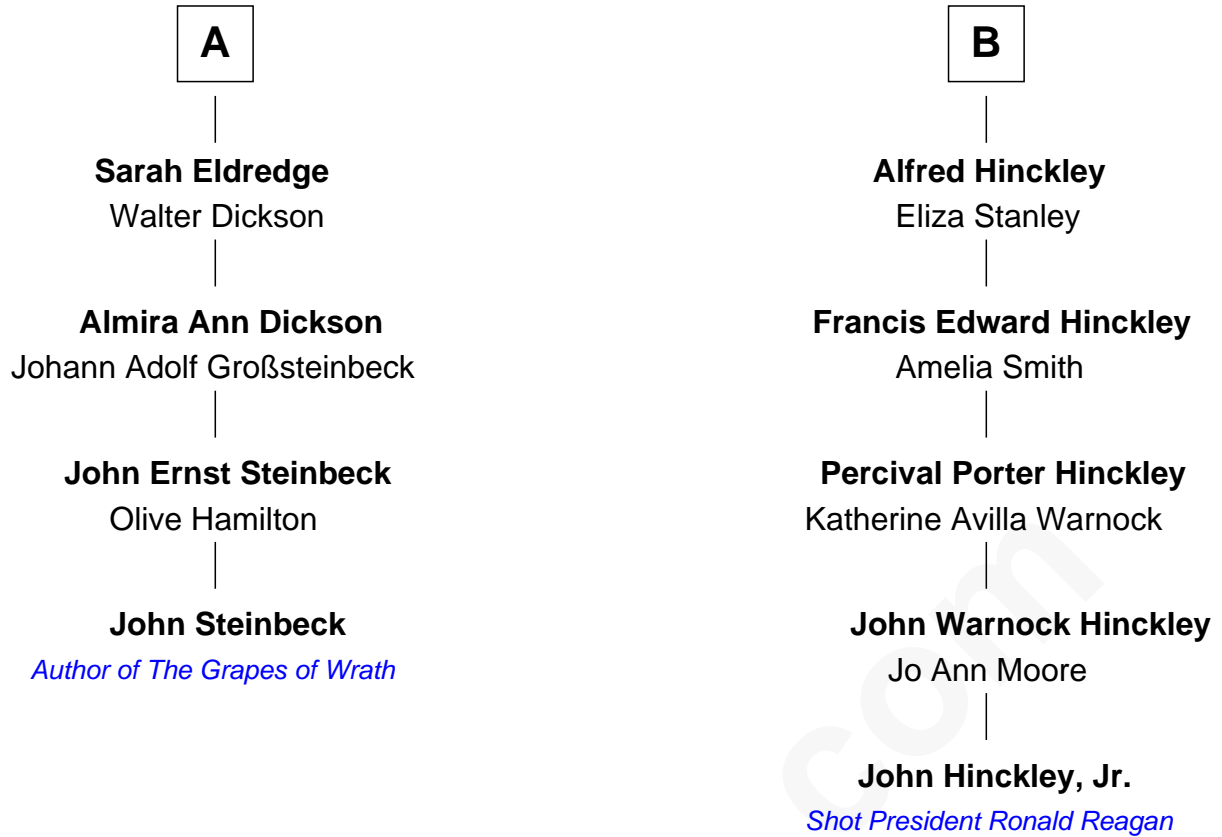 A
Sarah Eldredge
Walter Dickson
Almira Ann Dickson
Johann Adolf Großsteinbeck
John Ernst Steinbeck
Olive Hamilton
John Steinbeck
Author of The Grapes of Wrath
B
Alfred Hinckley
Eliza Stanley
Francis Edward Hinckley
Amelia Smith
Percival Porter Hinckley
Katherine Avilla Warnock
John Warnock Hinckley
Jo Ann Moore
John Hinckley, Jr.
Shot President Ronald Reagan
com